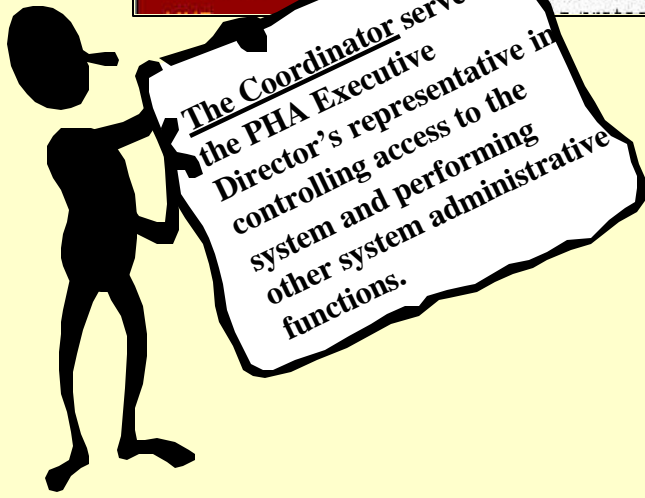 The Coordinator serve
the PHA Executive
Director's representative in
controlling access to the
system and performing
other system administrative
functions.